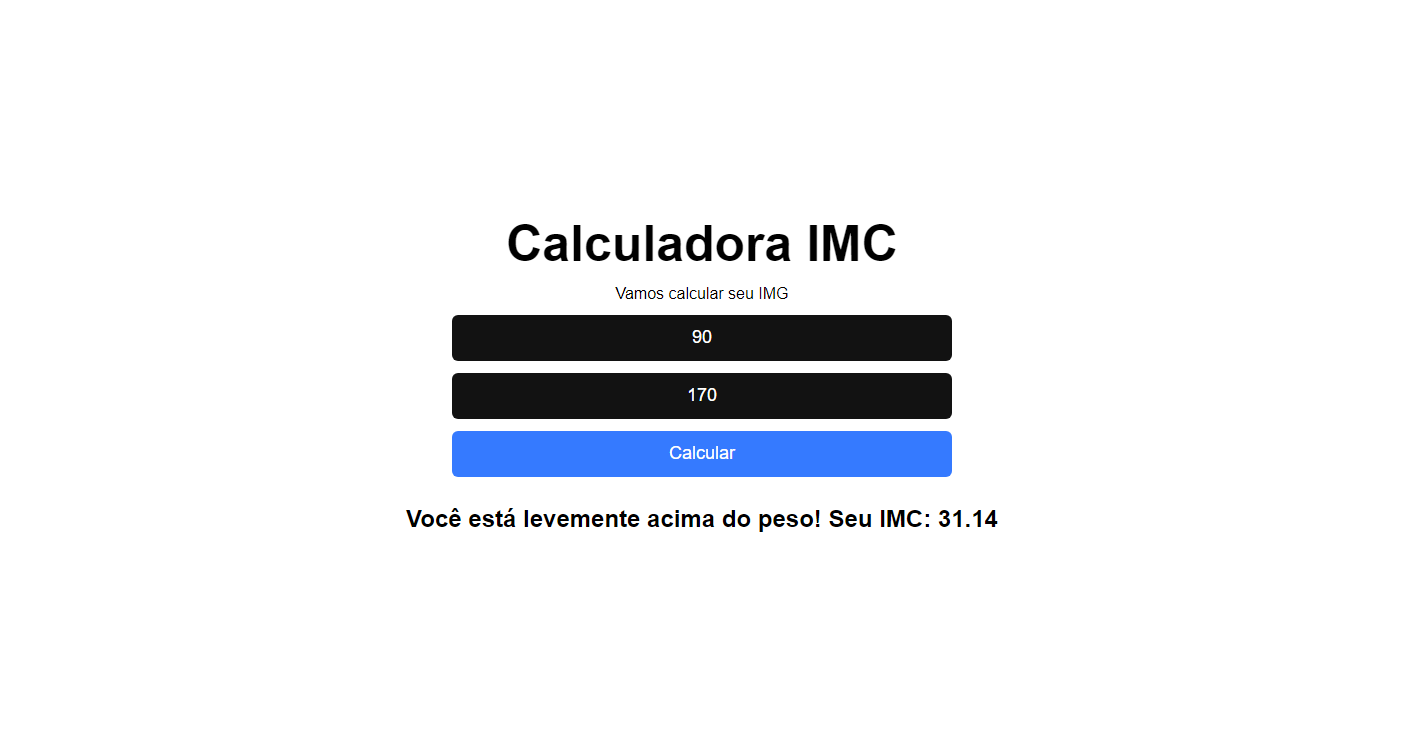 Calculadora IMC
Vamos calcular seu IMG
90
170
Calcular
Você está levemente acima do peso! Seu IMC: 31.14